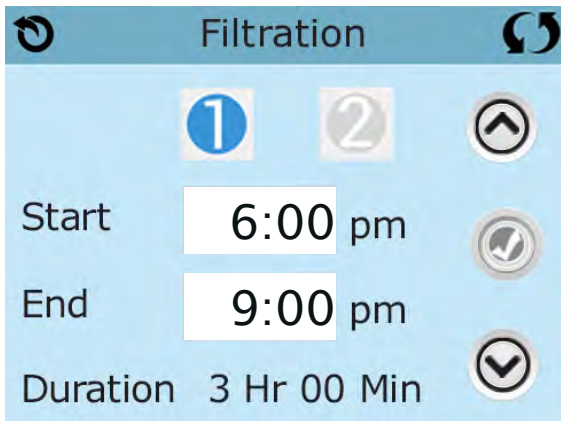 Filtration
1 2
Start 6:00 pm
End 9:00 pm
Duration 3 Hr 00 Min